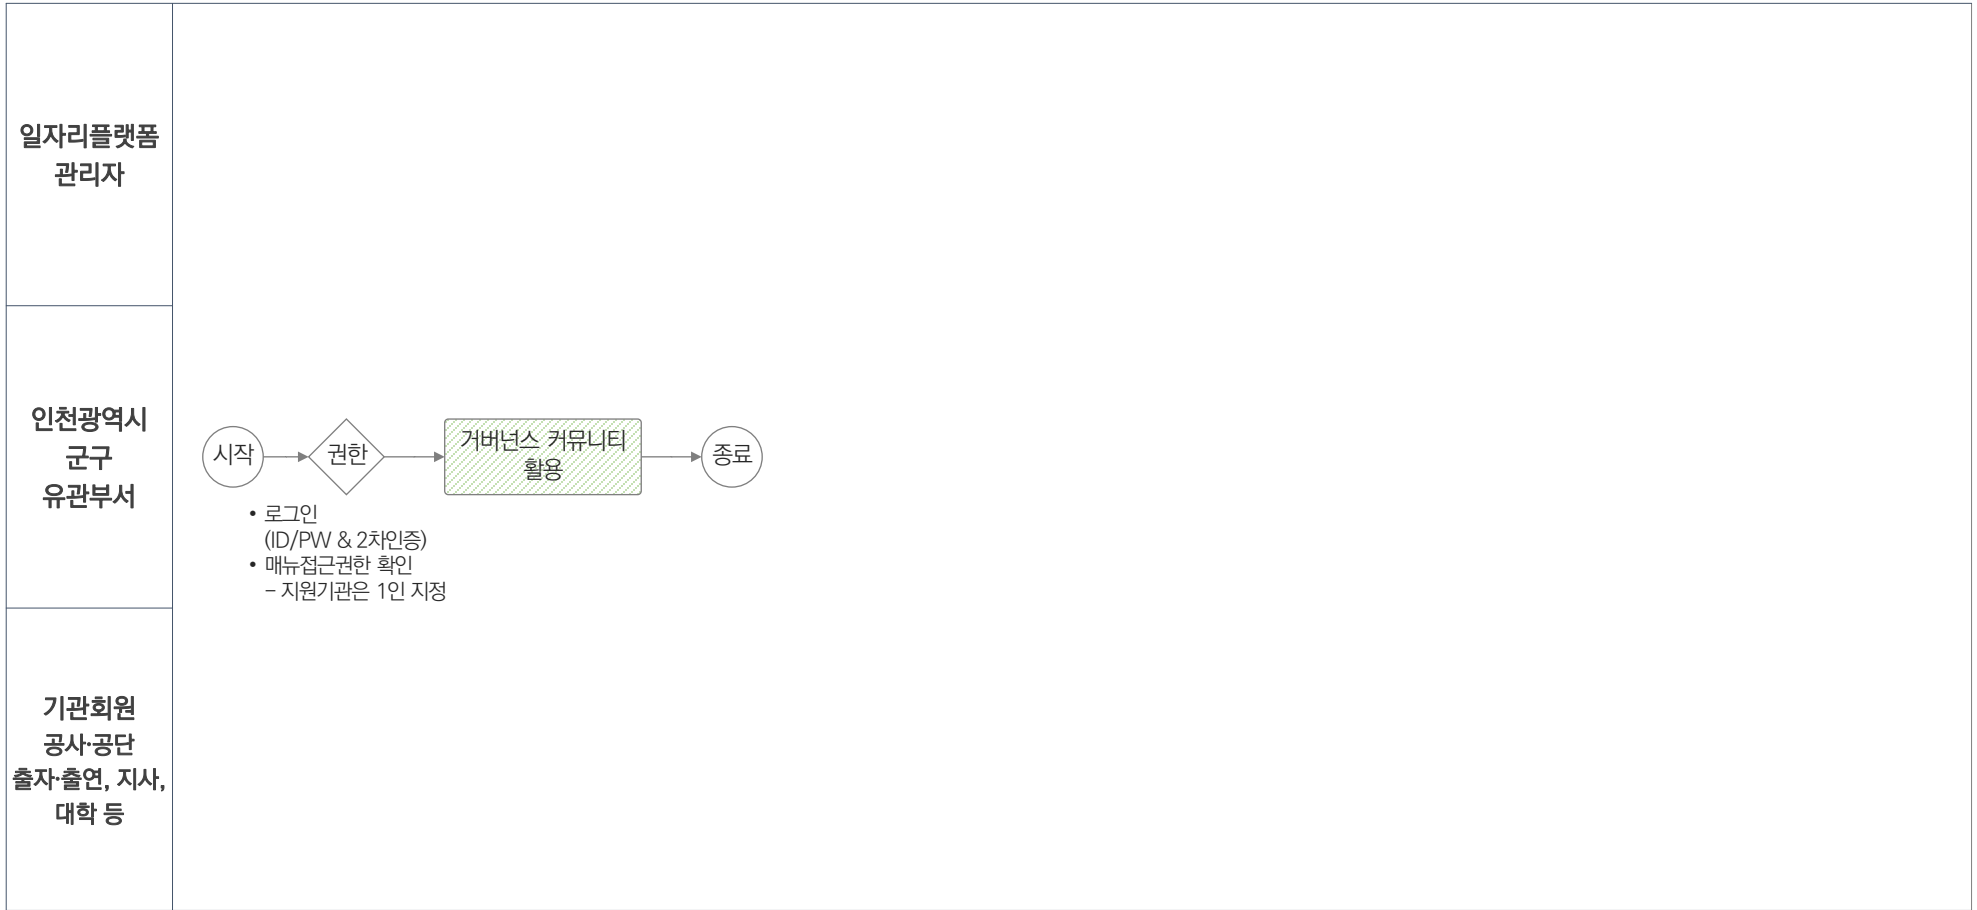 일자리플랫폼
관리자
인천광역시
군구
유관부서
시작
권한
거버넌스 커뮤니티
활용
종료
• 로그인
(ID/PW & 2차인증)
• 매뉴접근권한 확인
– 지원기관은 1인 지정
기관회원
공사·공단
출자·출연, 지사,
대학 등